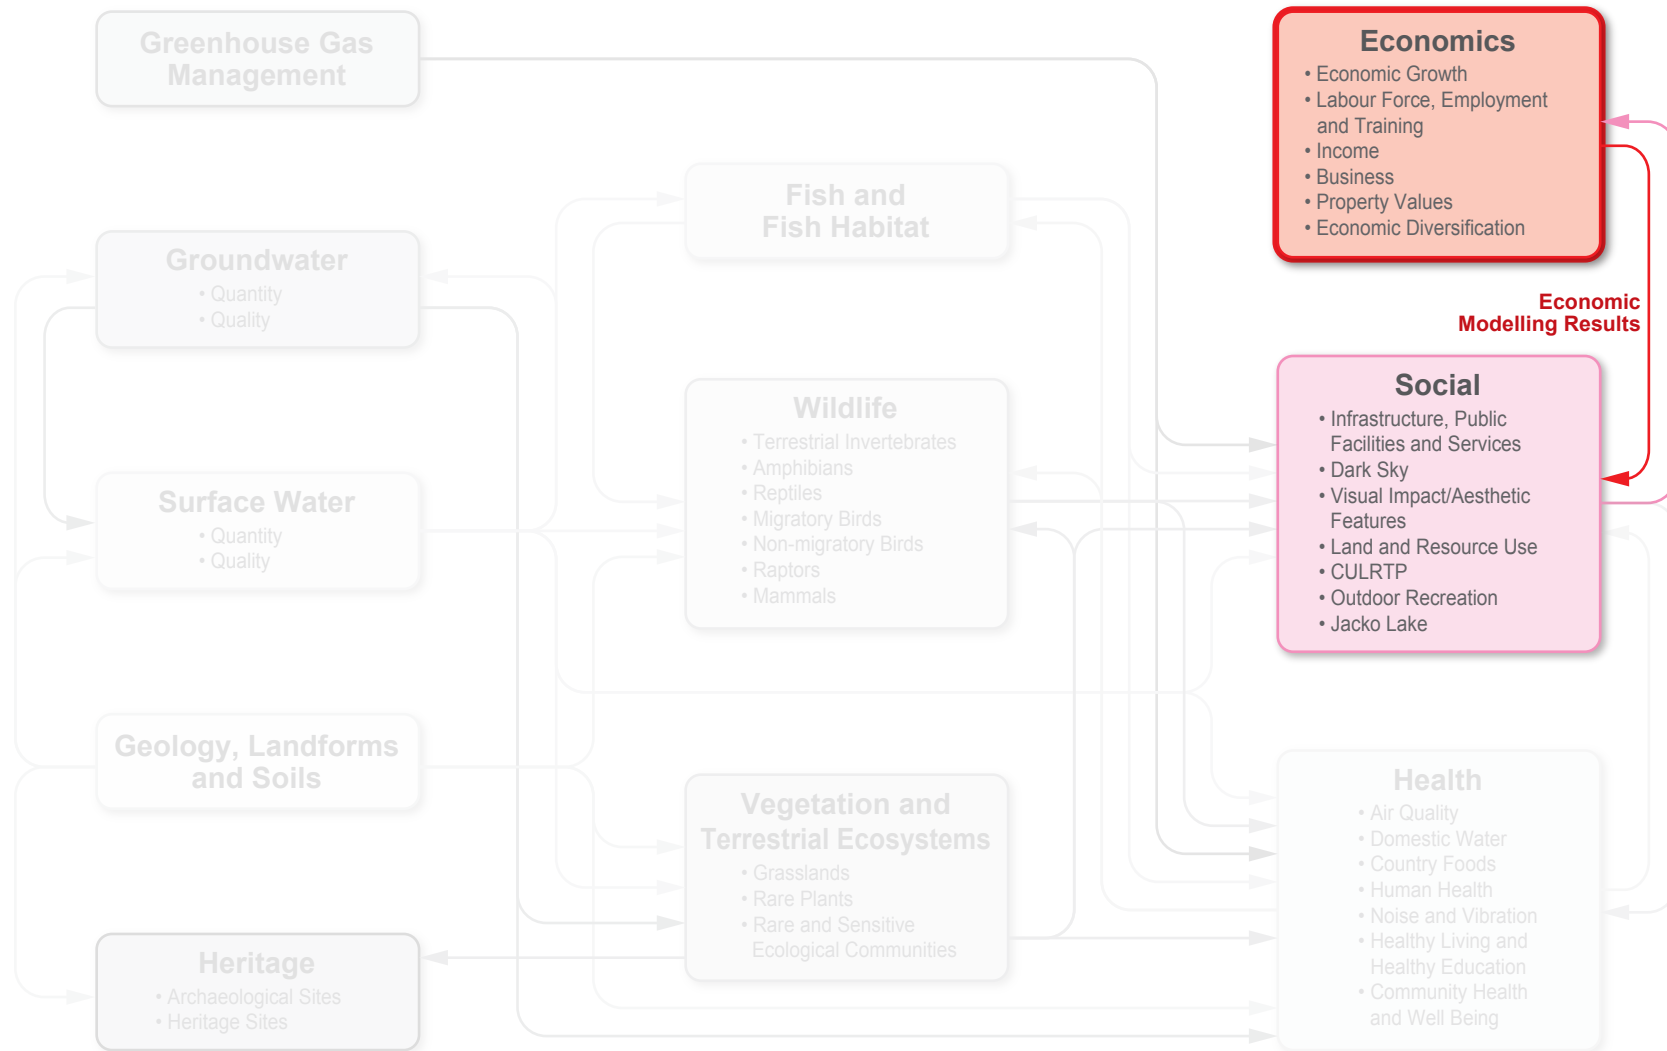 Greenhouse Gas
Management
Groundwater
• Quantity
• Quality
Surface Water
• Quantity
• Quality
Geology, Landforms
and Soils
Heritage
• Archaeological Sites
• Heritage Sites
Fish and
Fish Habitat
Wildlife
• Terrestrial Invertebrates
• Amphibians
• Reptiles
• Migratory Birds
• Non-migratory Birds
• Raptors
• Mammals
Vegetation and
Terrestrial Ecosystems
• Grasslands
• Rare Plants
• Rare and Sensitive
Ecological Communities
Economics
• Economic Growth
• Labour Force, Employment
and Training
• Income
• Business
• Property Values
• Economic Diversification
Economic
Modelling Results
Social
• Infrastructure, Public
Facilities and Services
• Dark Sky
• Visual Impact/Aesthetic
Features
• Land and Resource Use
• CULRTP
• Outdoor Recreation
• Jacko Lake
Health
• Air Quality
• Domestic Water
• Country Foods
• Human Health
• Noise and Vibration
• Healthy Living and
Healthy Education
• Community Health
and Well Being